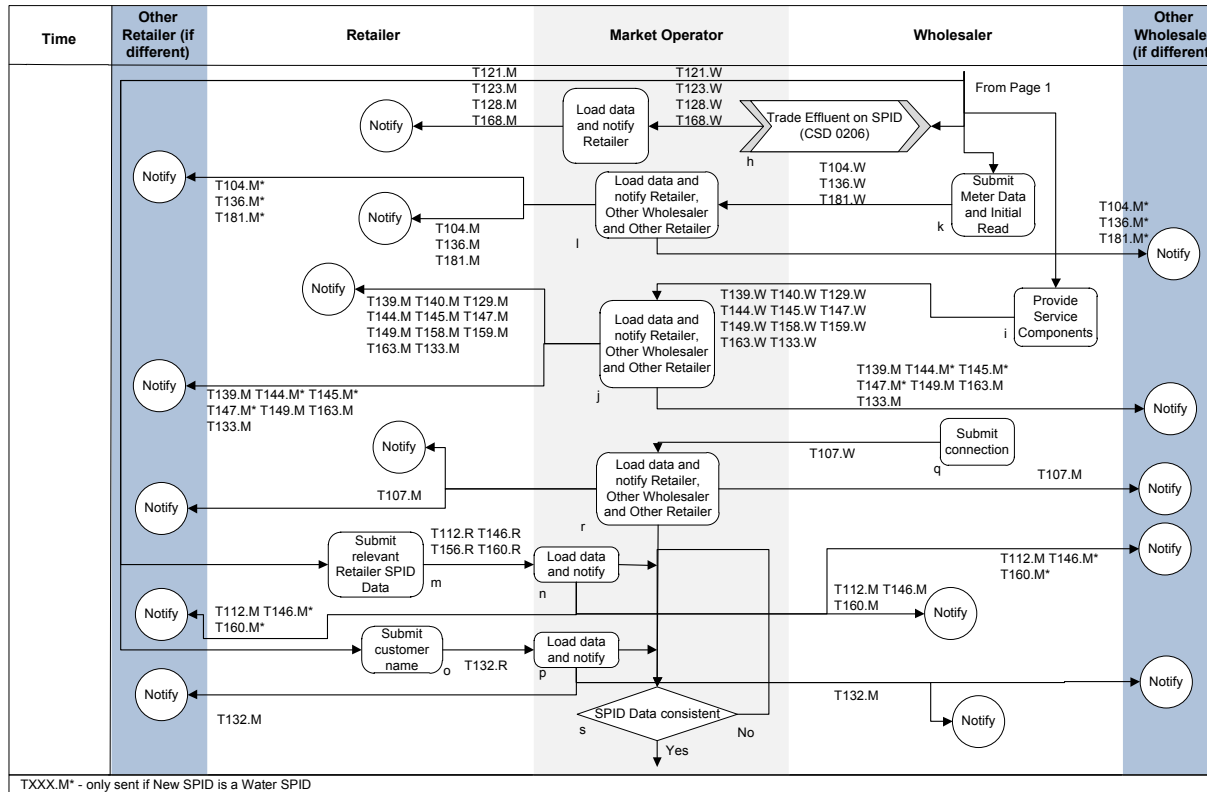 Time
Other
Retailer (if
different)
Retailer
Market Operator
Wholesaler
Other
Wholesale
(if different
T121.M
T123.M
T128.M
T168.M
T121.W
T123.W
T128.W
T168.W
From Page 1
Notify
Load data
and notify
Retailer
Trade Effluent on SPID
(CSD 0206)
h
Notify
T104.M*
T136.M*
T181.M*
Notify
T104.M
T136.M
T181.M
Load data and
notify Retailer,
Other Wholesaler
and Other Retailer
l
T104.W
T136.W
T181.W
Submit
Meter Data
and Initial
Read
k
T104.M*
T136.M*
T181.M*
Notify
Notify
T139.M T140.M T129.M
T144.M T145.M T147.M
T149.M T158.M T159.M
T163.M T133.M
Load data and
notify Retailer,
Other Wholesaler
and Other Retailer
j
T139.W T140.W T129.W
T144.W T145.W T147.W
T149.W T158.W T159.W
T163.W T133.W
Provide
Service
Components
i
Notify
T139.M T144.M* T145.M*
T147.M* T149.M T163.M
T133.M
T139.M T144.M* T145.M*
T147.M* T149.M T163.M
T133.M
Notify
Notify
T107.W
Submit
connection
q
Notify
T107.M
Load data and
notify Retailer,
Other Wholesaler
and Other Retailer
r
T107.M
Notify
Submit
relevant
Retailer SPID
Data
m
T112.R T146.R
T156.R T160.R
Load data
and notify
n
T112.M T146.M*
T160.M*
Notify
Notify
T112.M T146.M*
T160.M*
T112.M T146.M
T160.M
Notify
Submit
customer
name
o
T132.R
Load data
and notify
p
Notify
T132.M
SPID Data consistent
s
No
Yes
T132.M
Notify
Notify
TXXX.M* - only sent if New SPID is a Water SPID